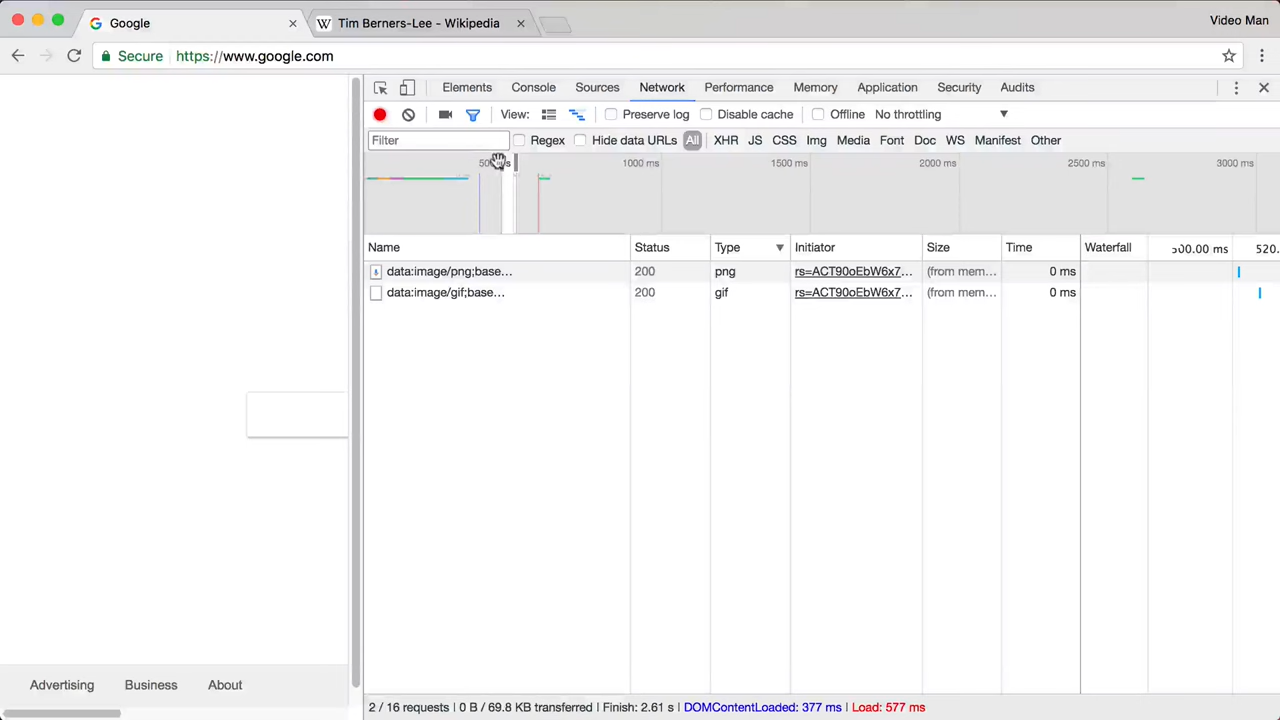 Google
Tim Berners-Lee - Wikipedia
Video Man
Secure https://www.google.com
Elements Console Sources Network Performance Memory Application Security Audits
View: Preserve log Disable cache Offline No throttling
Filter Regex Hide data URLs All XHR JS CSS Img Media Font Doc WS Manifest Other
1000 ms 1500 ms 2000 ms 2500 ms 3000 ms
Name Status Type Initiator Size Time Waterfall 500.00 ms 520.
data:image/png;base... 200 png rs=ACT90oEbW6x7... (from mem... 0 ms
data:image/gif;base... 200 gif rs=ACT90oEbW6x7... (from mem... 0 ms
Advertising Business About
2 / 16 requests | 0 B / 69.8 KB transferred | Finish: 2.61 s | DOMContentLoaded: 377 ms | Load: 577 ms